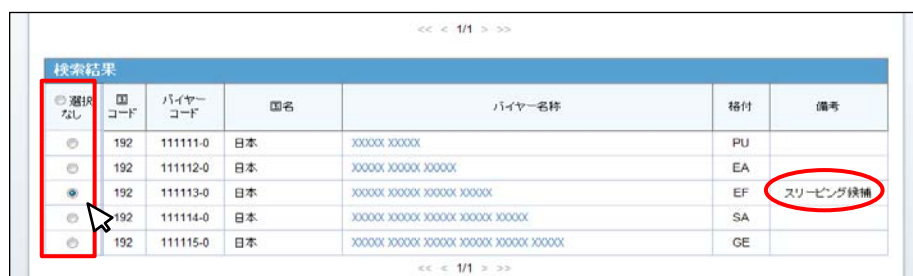 << < 1/1 > >>
検索結果
選択なし 国コード バイヤーコード 国名 バイヤー名称 格付 備考
192 111111-0 日本 XXXXX XXXXX PU
192 111112-0 日本 XXXXX XXXXX XXXXX EA
192 111113-0 日本 XXXXX XXXXX XXXXX XXXXX EF スリーピング候補
192 111114-0 日本 XXXXX XXXXX XXXXX XXXXX XXXXX SA
192 111115-0 日本 XXXXX XXXXX XXXXX XXXXX XXXXX XXXXX GE
<< < 1/1 > >>